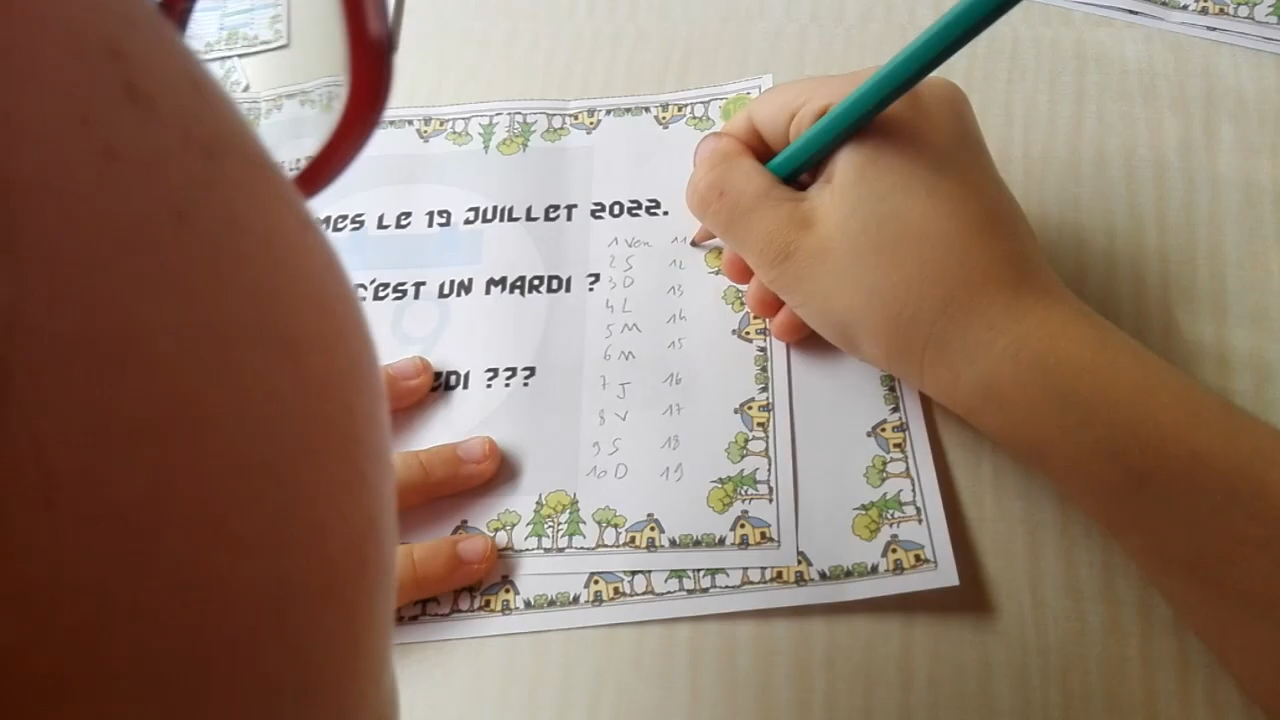 MES LE 19 JUILLET 2022.
C'EST UN MARDI ?
EDI ???
1 Ven 11
2 S 12
3 D 13
4 L 14
5 M 15
6 M 16
7 J 17
8 V 18
9 S 19
10 D